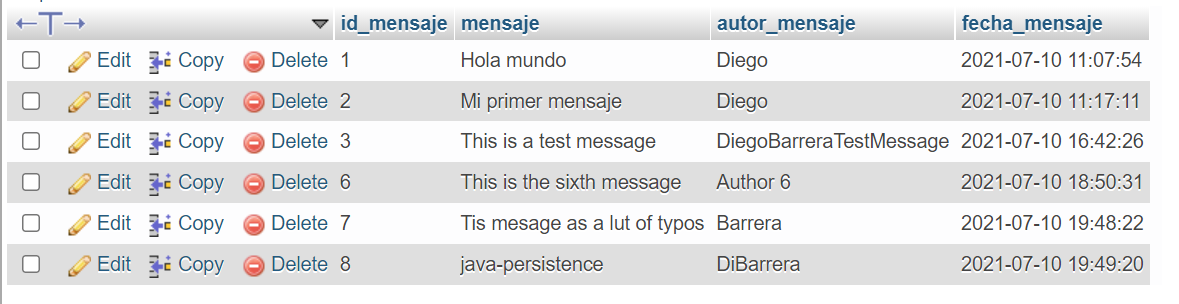 id_mensaje mensaje autor_mensaje fecha_mensaje
Edit Copy Delete 1 Hola mundo Diego 2021-07-10 11:07:54
Edit Copy Delete 2 Mi primer mensaje Diego 2021-07-10 11:17:11
Edit Copy Delete 3 This is a test message DiegoBarreraTestMessage 2021-07-10 16:42:26
Edit Copy Delete 6 This is the sixth message Author 6 2021-07-10 18:50:31
Edit Copy Delete 7 Tis mesage as a lut of typos Barrera 2021-07-10 19:48:22
Edit Copy Delete 8 java-persistence DiBarrera 2021-07-10 19:49:20